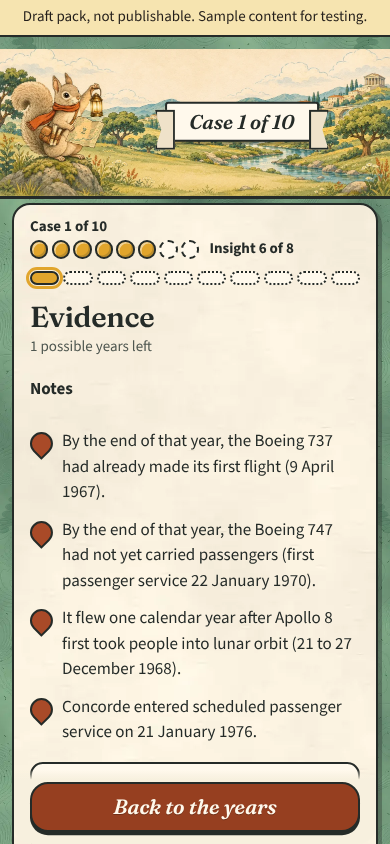 Draft pack, not publishable. Sample content for testing.
Case 1 of 10
Case 1 of 10
Insight 6 of 8
Evidence
1 possible years left
Notes
By the end of that year, the Boeing 737
had already made its first flight (9 April
1967).
By the end of that year, the Boeing 747
had not yet carried passengers (first
passenger service 22 January 1970).
It flew one calendar year after Apollo 8
first took people into lunar orbit (21 to 27
December 1968).
Concorde entered scheduled passenger
service on 21 January 1976.
Back to the years